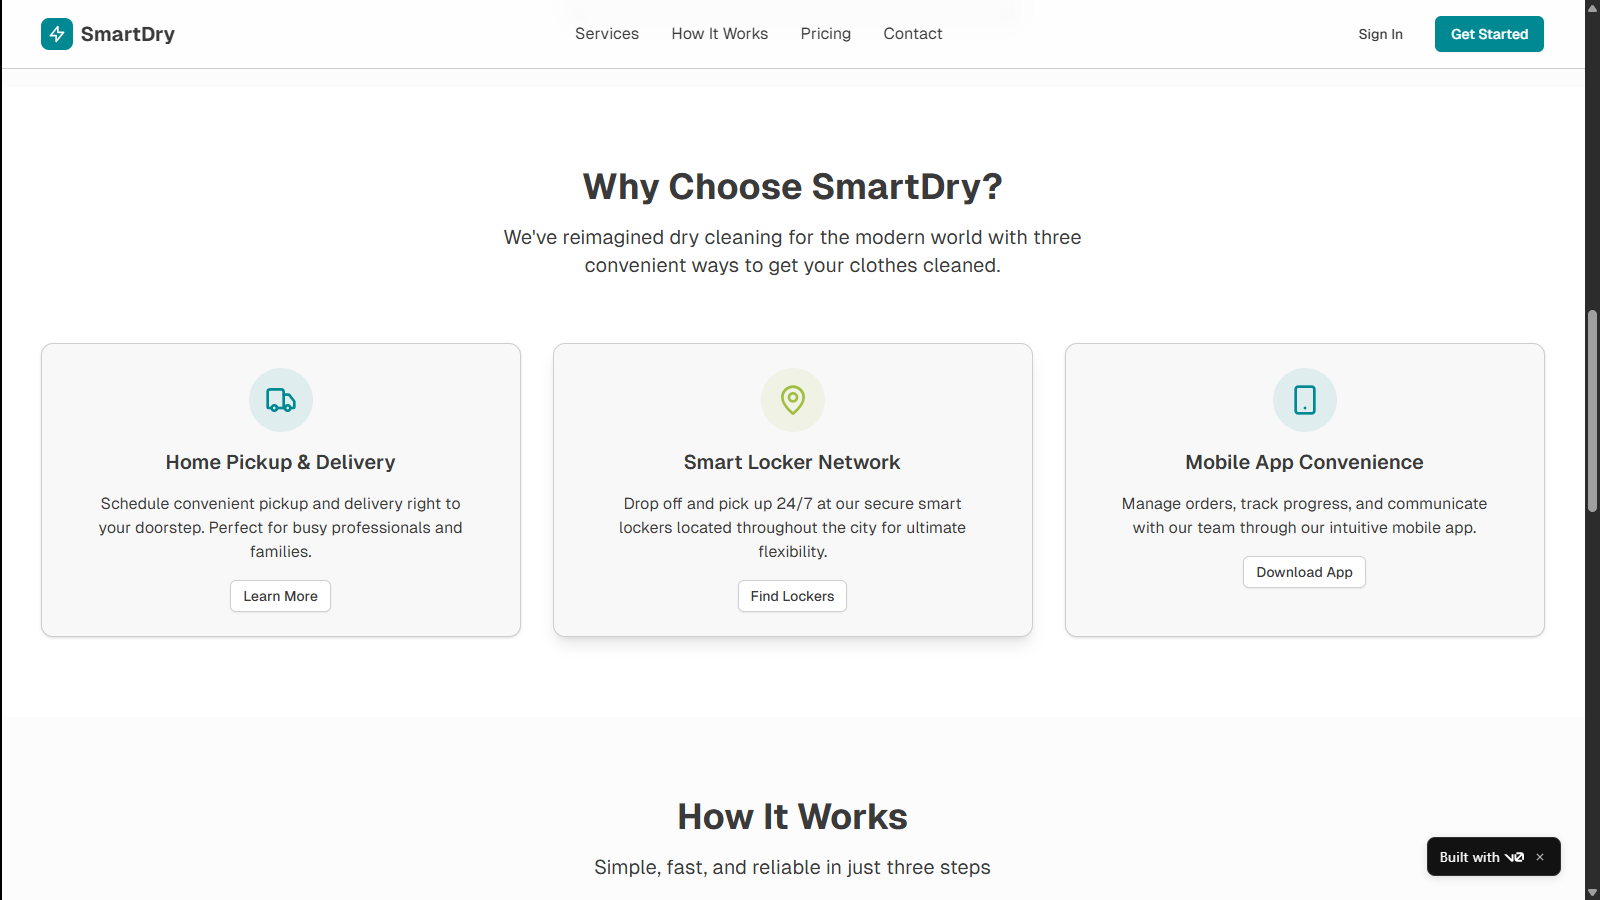 SmartDry
Services
How It Works
Pricing
Contact
Sign In
Get Started
Why Choose SmartDry?
We've reimagined dry cleaning for the modern world with three
convenient ways to get your clothes cleaned.
Home Pickup & Delivery
Schedule convenient pickup and delivery right to
your doorstep. Perfect for busy professionals and
families.
Learn More
Smart Locker Network
Drop off and pick up 24/7 at our secure smart
lockers located throughout the city for ultimate
flexibility.
Find Lockers
Mobile App Convenience
Manage orders, track progress, and communicate
with our team through our intuitive mobile app.
Download App
How It Works
Simple, fast, and reliable in just three steps
Built with v0